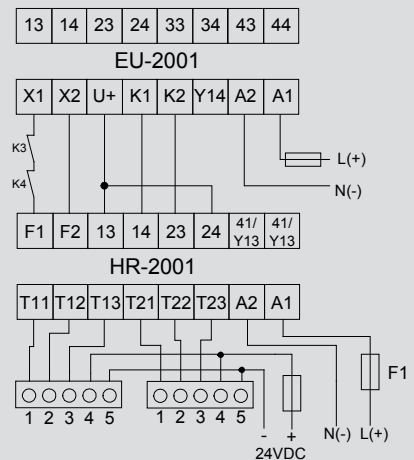 13 14 23 24 33 34 43 44
EU-2001
X1 X2 U+ K1 K2 Y14 A2 A1
K3
L(+)
K4
N(-)
F1 F2 13 14 23 24 41/Y13 41/Y13
HR-2001
T11 T12 T13 T21 T22 T23 A2 A1
F1
1 2 3 4 5 1 2 3 4 5 - + N(-) L(+)
24VDC